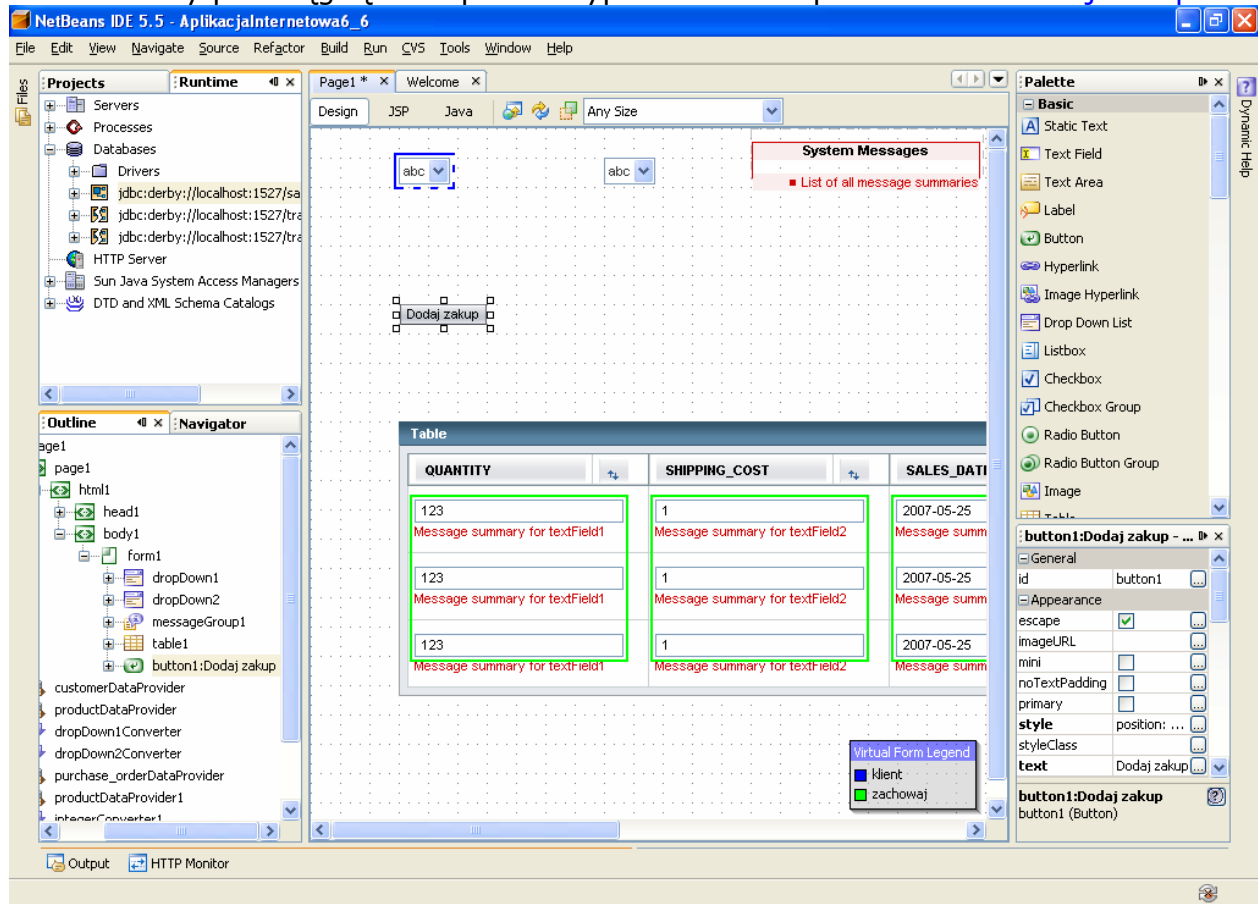 NetBeans IDE 5.5 - AplikacjaInternetowa6_6
File Edit View Navigate Source Refactor Build Run CVS Tools Window Help
Files
Projects
Runtime
Servers
Processes
Databases
Drivers
jdbc:derby://localhost:1527/sa
jdbc:derby://localhost:1527/tra
jdbc:derby://localhost:1527/tra
HTTP Server
Sun Java System Access Managers
DTD and XML Schema Catalogs
Outline
Navigator
age1
page1
html1
head1
body1
form1
dropDown1
dropDown2
messageGroup1
table1
button1:Dodaj zakup
customerDataProvider
productDataProvider
dropDown1Converter
dropDown2Converter
purchase_orderDataProvider
productDataProvider1
integerConverter1
Page1 * Welcome
Design JSP Java Any Size
abc abc
System Messages
List of all message summaries
Dodaj zakup
Table
QUANTITY SHIPPING_COST SALES_DATE
123 1 2007-05-25
Message summary for textField1 Message summary for textField2 Message summ
123 1 2007-05-25
Message summary for textField1 Message summary for textField2 Message summ
123 1 2007-05-25
Message summary for textField1 Message summary for textField2 Message summ
Virtual Form Legend
klient
zachowaj
Palette
Basic
Static Text
Text Field
Text Area
Label
Button
Hyperlink
Image Hyperlink
Drop Down List
Listbox
Checkbox
Checkbox Group
Radio Button
Radio Button Group
Image
Table
button1:Dodaj zakup - ...
General
id button1
Appearance
escape
imageURL
mini
noTextPadding
primary
style position: ...
styleClass
text Dodaj zakup
button1:Dodaj zakup
button1 (Button)
Dynamic Help
Output HTTP Monitor